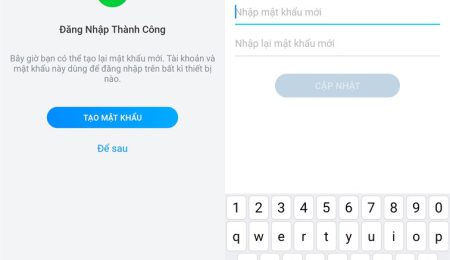 Đăng Nhập Thành Công
Bây giờ bạn có thể tạo lại mật khẩu mới. Tài khoản và
mật khẩu này dùng để đăng nhập trên bất kì thiết bị
nào.
TẠO MẬT KHẨU
Để sau
Nhập mật khẩu mới
Nhập lại mật khẩu mới
CẬP NHẬT
1 2 3 4 5 6 7 8 9 0
q w e r t y u i o p